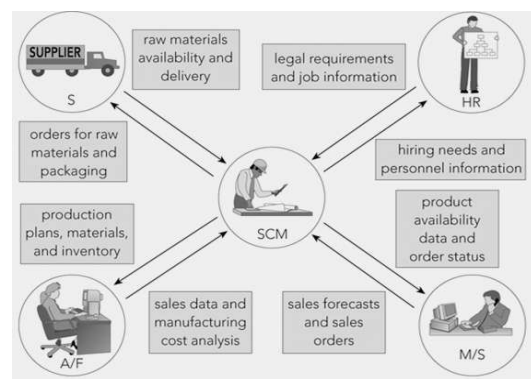 SUPPLIER
S
raw materials
availability and
delivery
legal requirements
and job information
HR
orders for raw
materials and
packaging
hiring needs and
personnel information
SCM
production
plans, materials,
and inventory
product
availability
data and
order status
A/F
sales data and
manufacturing
cost analysis
sales forecasts
and sales
orders
M/S